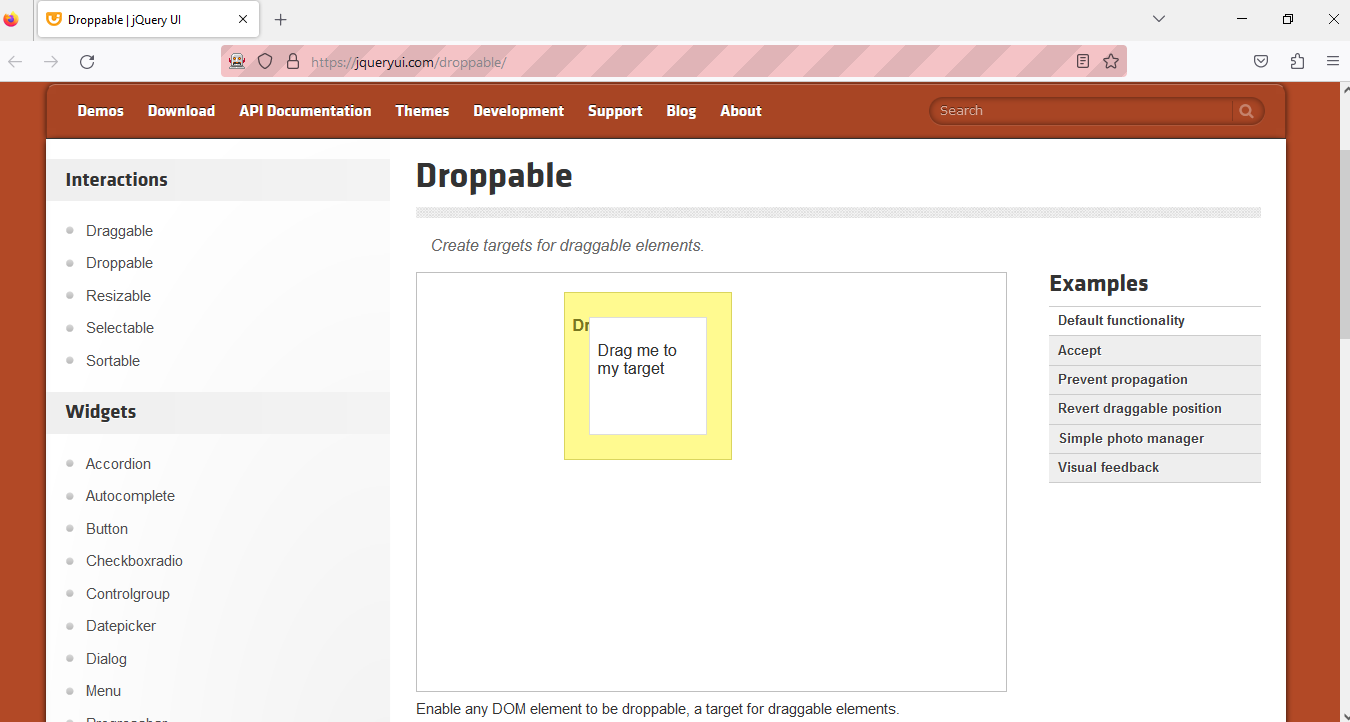 Droppable | jQuery UI
https://jqueryui.com/droppable/
Demos Download API Documentation Themes Development Support Blog About
Search
Interactions
Draggable
Droppable
Resizable
Selectable
Sortable
Widgets
Accordion
Autocomplete
Button
Checkboxradio
Controlgroup
Datepicker
Dialog
Menu
Droppable
Create targets for draggable elements.
Dr
Drag me to
my target
Enable any DOM element to be droppable, a target for draggable elements.
Examples
Default functionality
Accept
Prevent propagation
Revert draggable position
Simple photo manager
Visual feedback